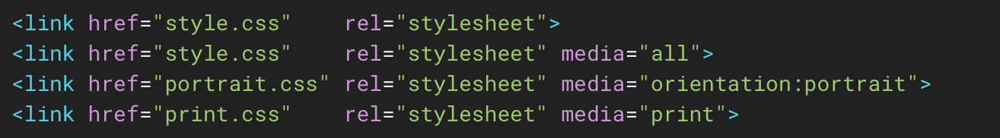 <link href="style.css"    rel="stylesheet">
<link href="style.css"    rel="stylesheet" media="all">
<link href="portrait.css" rel="stylesheet" media="orientation:portrait">
<link href="print.css"    rel="stylesheet" media="print">